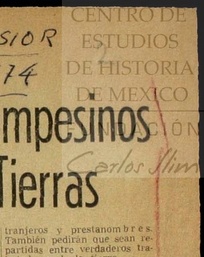 CENTRO DE
ESTUDIOS
DE HISTORIA
DE MEXICO
SIOR
74
mpesinos
Carlos Slim
Tierras
tranjeros y prestanombres.
También pedirán que sean re-
partidas entre verdaderos tra-